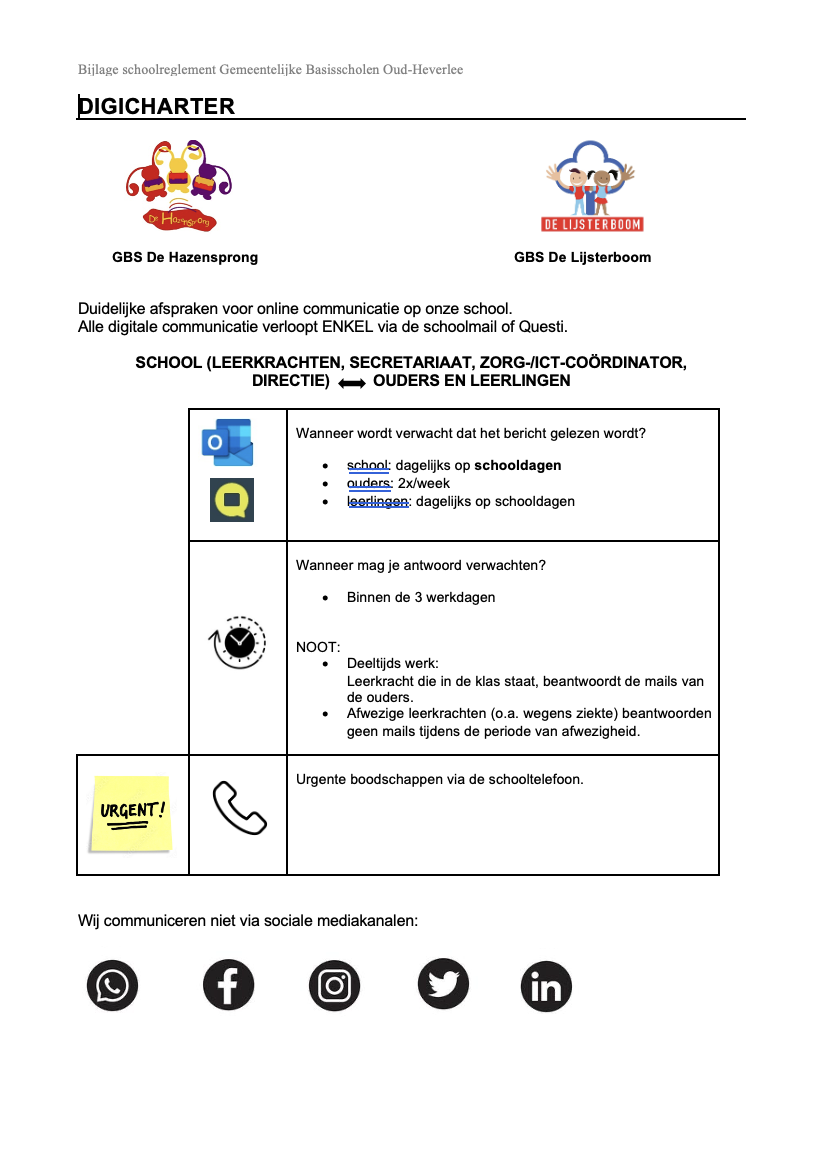 Bijlage schoolreglement Gemeentelijke Basisscholen Oud-Heverlee
DIGICHARTER
De Hazensprong
DE LIJSTERBOOM
GBS De Hazensprong
GBS De Lijsterboom
Duidelijke afspraken voor online communicatie op onze school.
Alle digitale communicatie verloopt ENKEL via de schoolmail of Questi.
SCHOOL (LEERKRACHTEN, SECRETARIAAT, ZORG-/ICT-COÖRDINATOR,
DIRECTIE) OUDERS EN LEERLINGEN
O
Wanneer wordt verwacht dat het bericht gelezen wordt?
• school: dagelijks op schooldagen
• ouders: 2x/week
• leerlingen: dagelijks op schooldagen
Wanneer mag je antwoord verwachten?
• Binnen de 3 werkdagen
NOOT:
• Deeltijds werk:
Leerkracht die in de klas staat, beantwoordt de mails van
de ouders.
• Afwezige leerkrachten (o.a. wegens ziekte) beantwoorden
geen mails tijdens de periode van afwezigheid.
URGENT!
Urgente boodschappen via de schooltelefoon.
Wij communiceren niet via sociale mediakanalen:
f
in